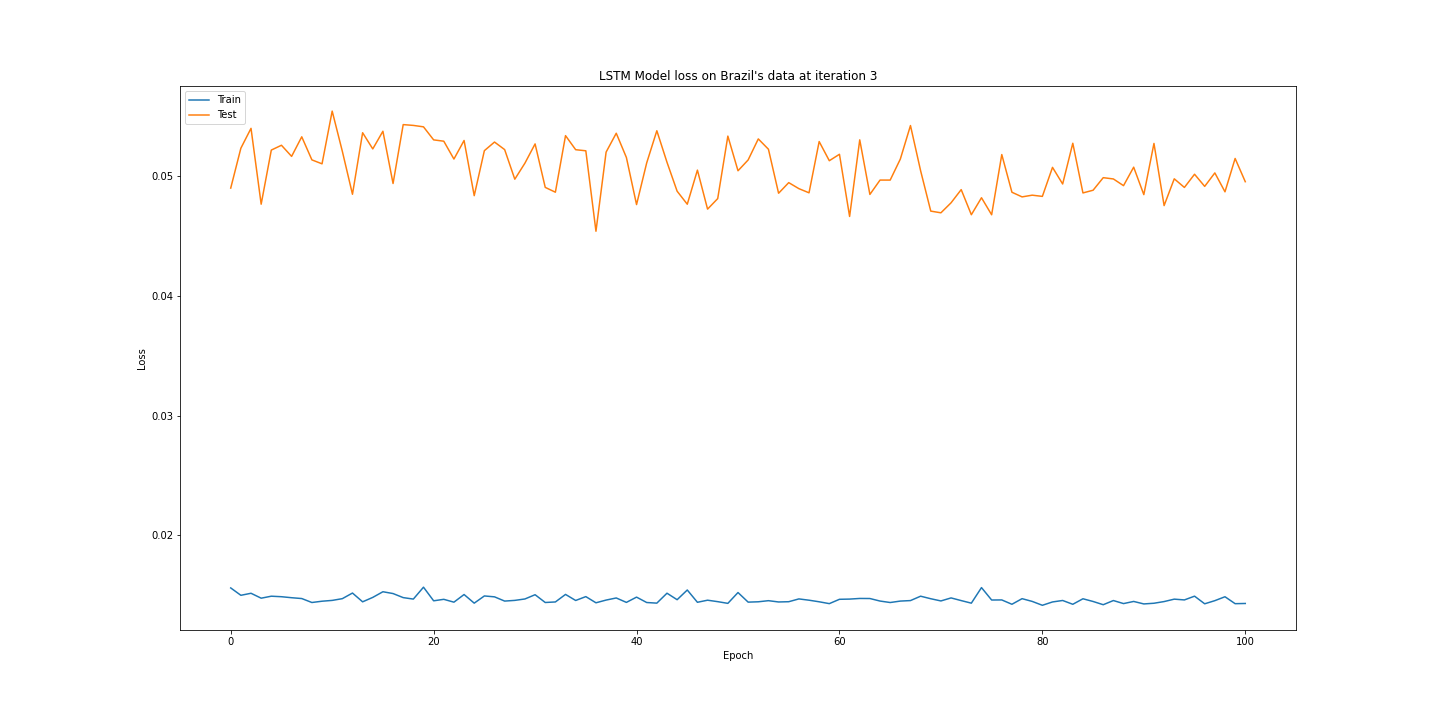 LSTM Model loss on Brazil's data at iteration 3
Train
Test
0.05
0.04
Loss
0.03
0.02
0 20 40 60 80 100
Epoch